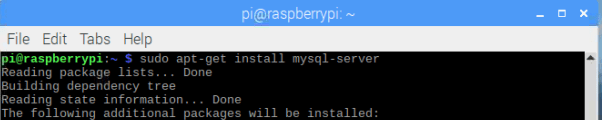 pi@raspberrypi: ~
File Edit Tabs Help
pi@raspberrypi:~ $ sudo apt-get install mysql-server
Reading package lists... Done
Building dependency tree
Reading state information... Done
The following additional packages will be installed: